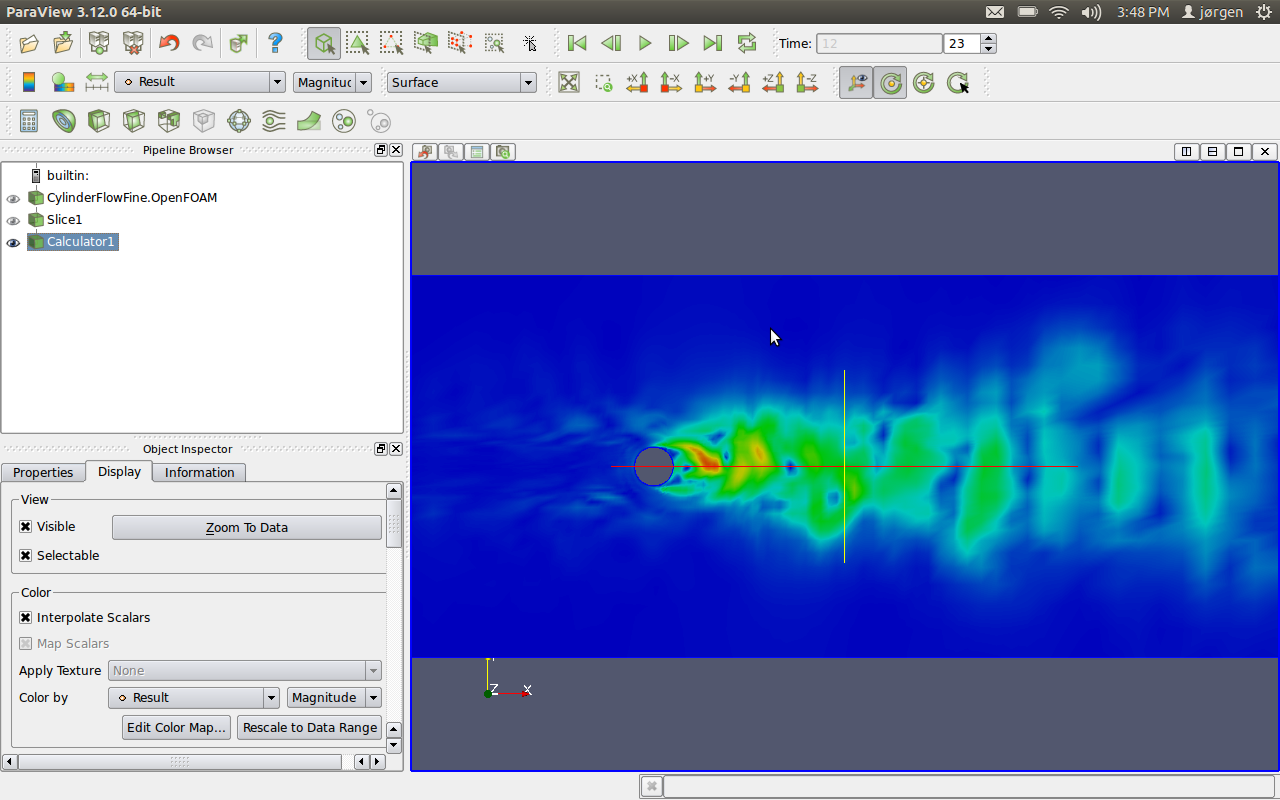 ParaView 3.12.0 64-bit 3:48 PM jørgen
? Time: 12 23
Result Magnituc Surface +X -X +Y -Y +Z -Z
Pipeline Browser
builtin:
CylinderFlowFine.OpenFOAM
Slice1
Calculator1
Object Inspector
Properties Display Information
View
Visible Zoom To Data
Selectable
Color
Interpolate Scalars
Map Scalars
Apply Texture None
Color by Result Magnitude
Edit Color Map... Rescale to Data Range
Z X